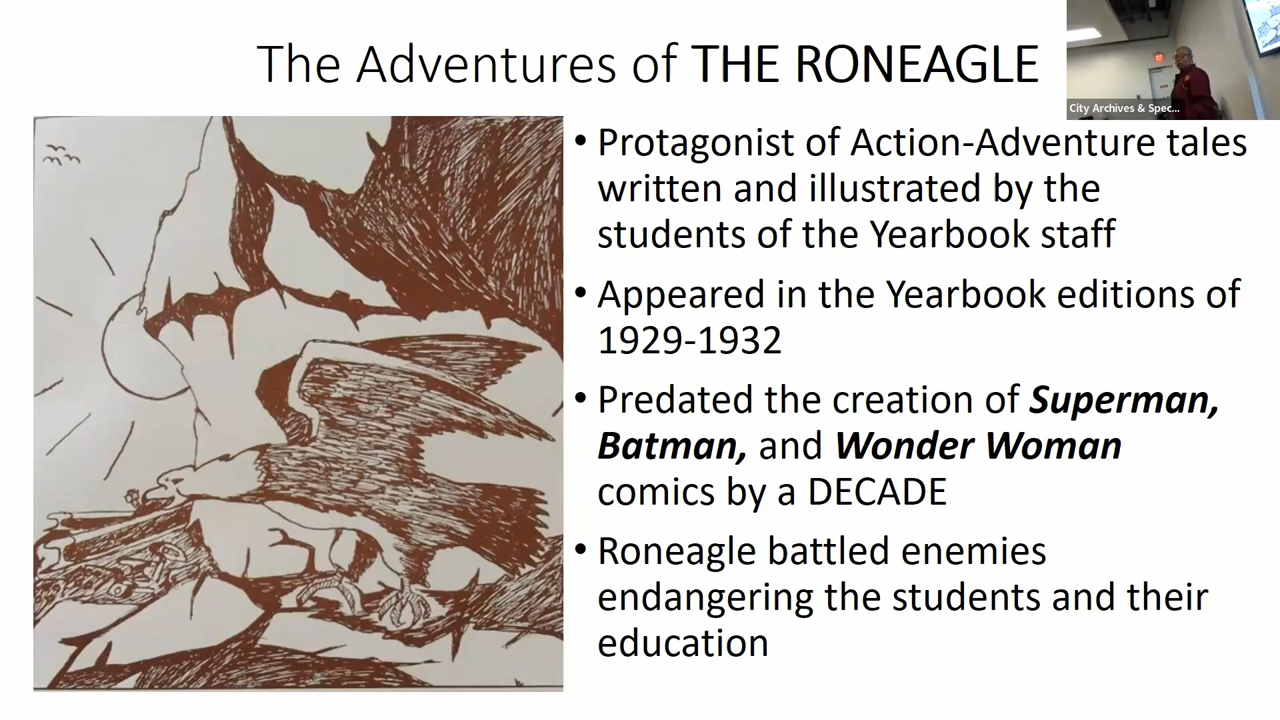 The Adventures of THE RONEAGLE
City Archives & Spec...
• Protagonist of Action-Adventure tales
written and illustrated by the
students of the Yearbook staff
• Appeared in the Yearbook editions of
1929-1932
• Predated the creation of Superman,
Batman, and Wonder Woman
comics by a DECADE
• Roneagle battled enemies
endangering the students and their
education